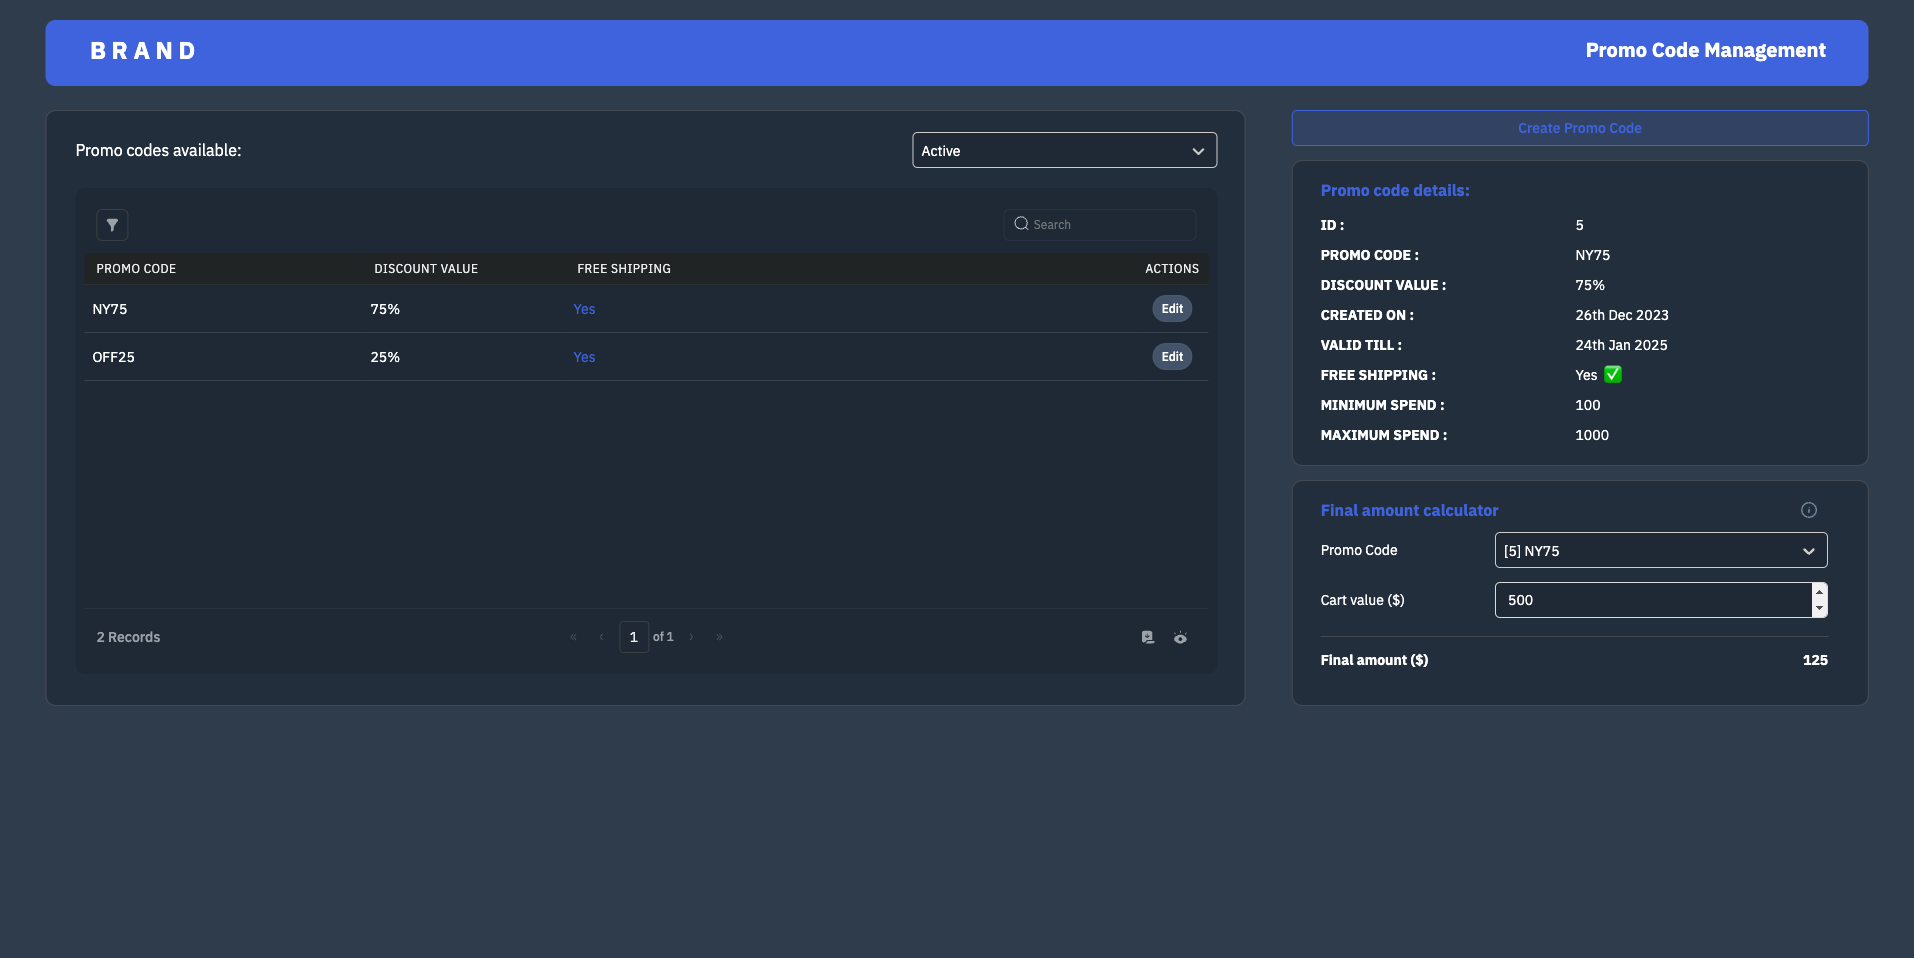 BRAND
Promo Code Management
Promo codes available:
Active
Search
PROMO CODE DISCOUNT VALUE FREE SHIPPING ACTIONS
NY75 75% Yes Edit
OFF25 25% Yes Edit
2 Records
« ‹ 1 of 1 › »
Create Promo Code
Promo code details:
ID : 5
PROMO CODE : NY75
DISCOUNT VALUE : 75%
CREATED ON : 26th Dec 2023
VALID TILL : 24th Jan 2025
FREE SHIPPING : Yes ✅
MINIMUM SPEND : 100
MAXIMUM SPEND : 1000
Final amount calculator
Promo Code [5] NY75
Cart value ($) 500
Final amount ($) 125